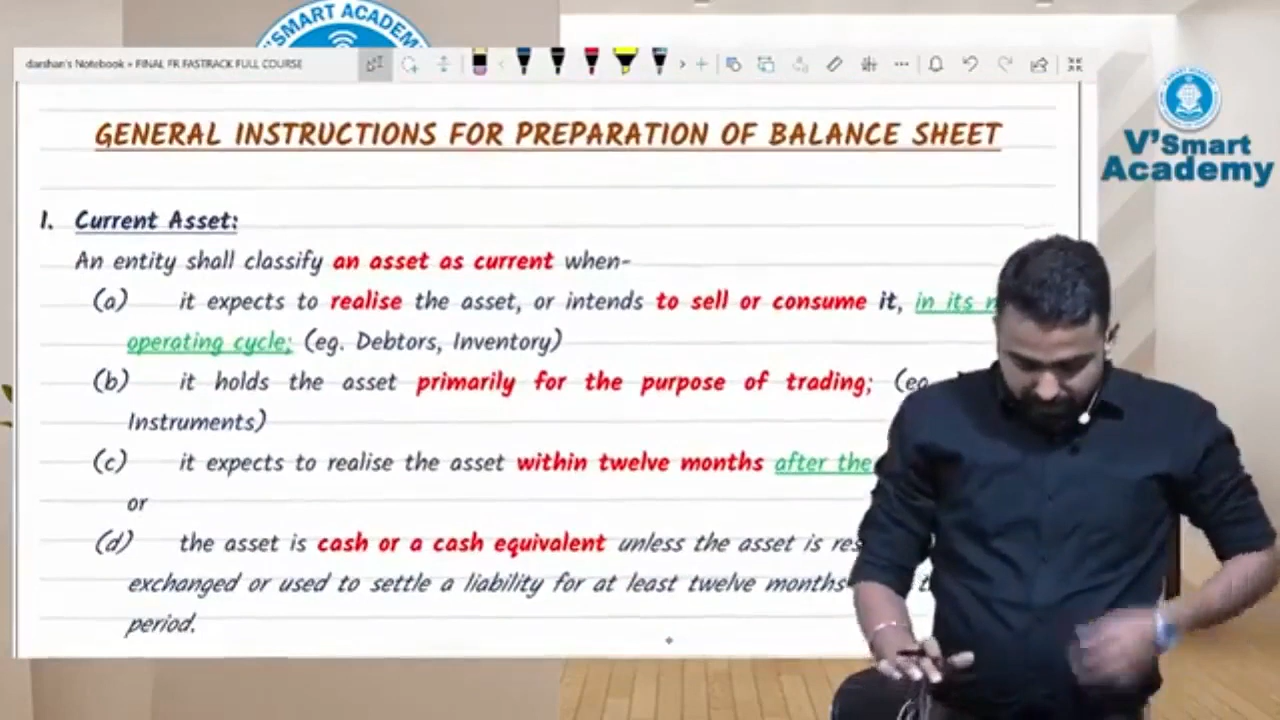 V'SMART ACADEMY
darshan's Notebook » FINAL FR FASTRACK FULL COURSE
V'Smart
Academy
GENERAL INSTRUCTIONS FOR PREPARATION OF BALANCE SHEET
1. Current Asset:
An entity shall classify an asset as current when-
(a) it expects to realise the asset, or intends to sell or consume it, in its
operating cycle; (eg. Debtors, Inventory)
(b) it holds the asset primarily for the purpose of trading;
Instruments)
(c) it expects to realise the asset within twelve months after the
or
(d) the asset is cash or a cash equivalent unless the asset is
exchanged or used to settle a liability for at least twelve months
period.